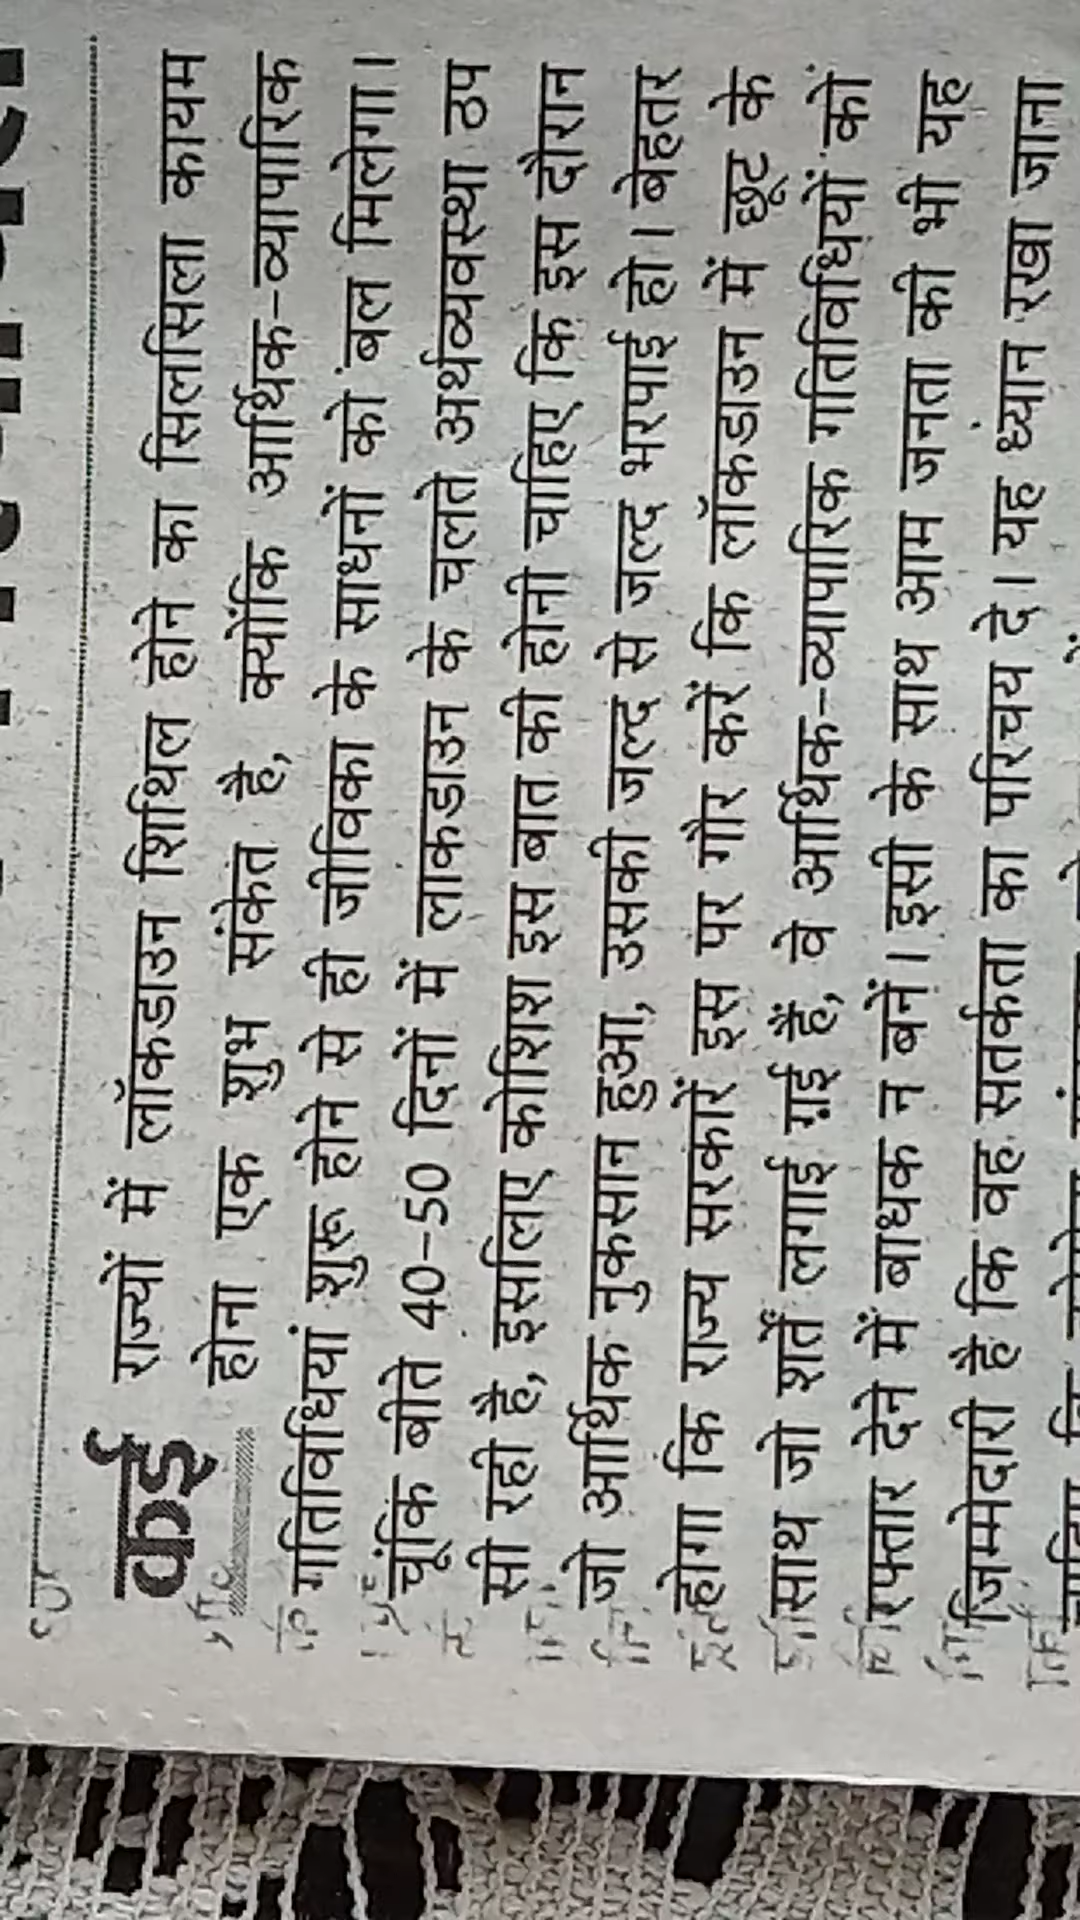 कई राज्यों में लॉकडाउन शिथिल होने का सिलसिला कायम
होना एक शुभ संकेत है, क्योंकि आर्थिक-व्यापारिक
गतिविधियां शुरू होने से ही जीविका के साधनों को बल मिलेगा।
चूंकि बीते 40-50 दिनों में लाकडाउन के चलते अर्थव्यवस्था ठप
सी रही है, इसलिए कोशिश इस बात की होनी चाहिए कि इस दौरान
जो आर्थिक नुकसान हुआ, उसकी जल्द से जल्द भरपाई हो। बेहतर
होगा कि राज्य सरकारें इस पर गौर करें कि लॉकडाउन में छूट के
साथ जो शर्तें लगाई गई हैं, वे आर्थिक-व्यापारिक गतिविधियों को
रफ्तार देने में बाधक न बनें। इसी के साथ आम जनता की भी यह
जिम्मेदारी है कि वह सतर्कता का परिचय दे। यह ध्यान रखा जाना